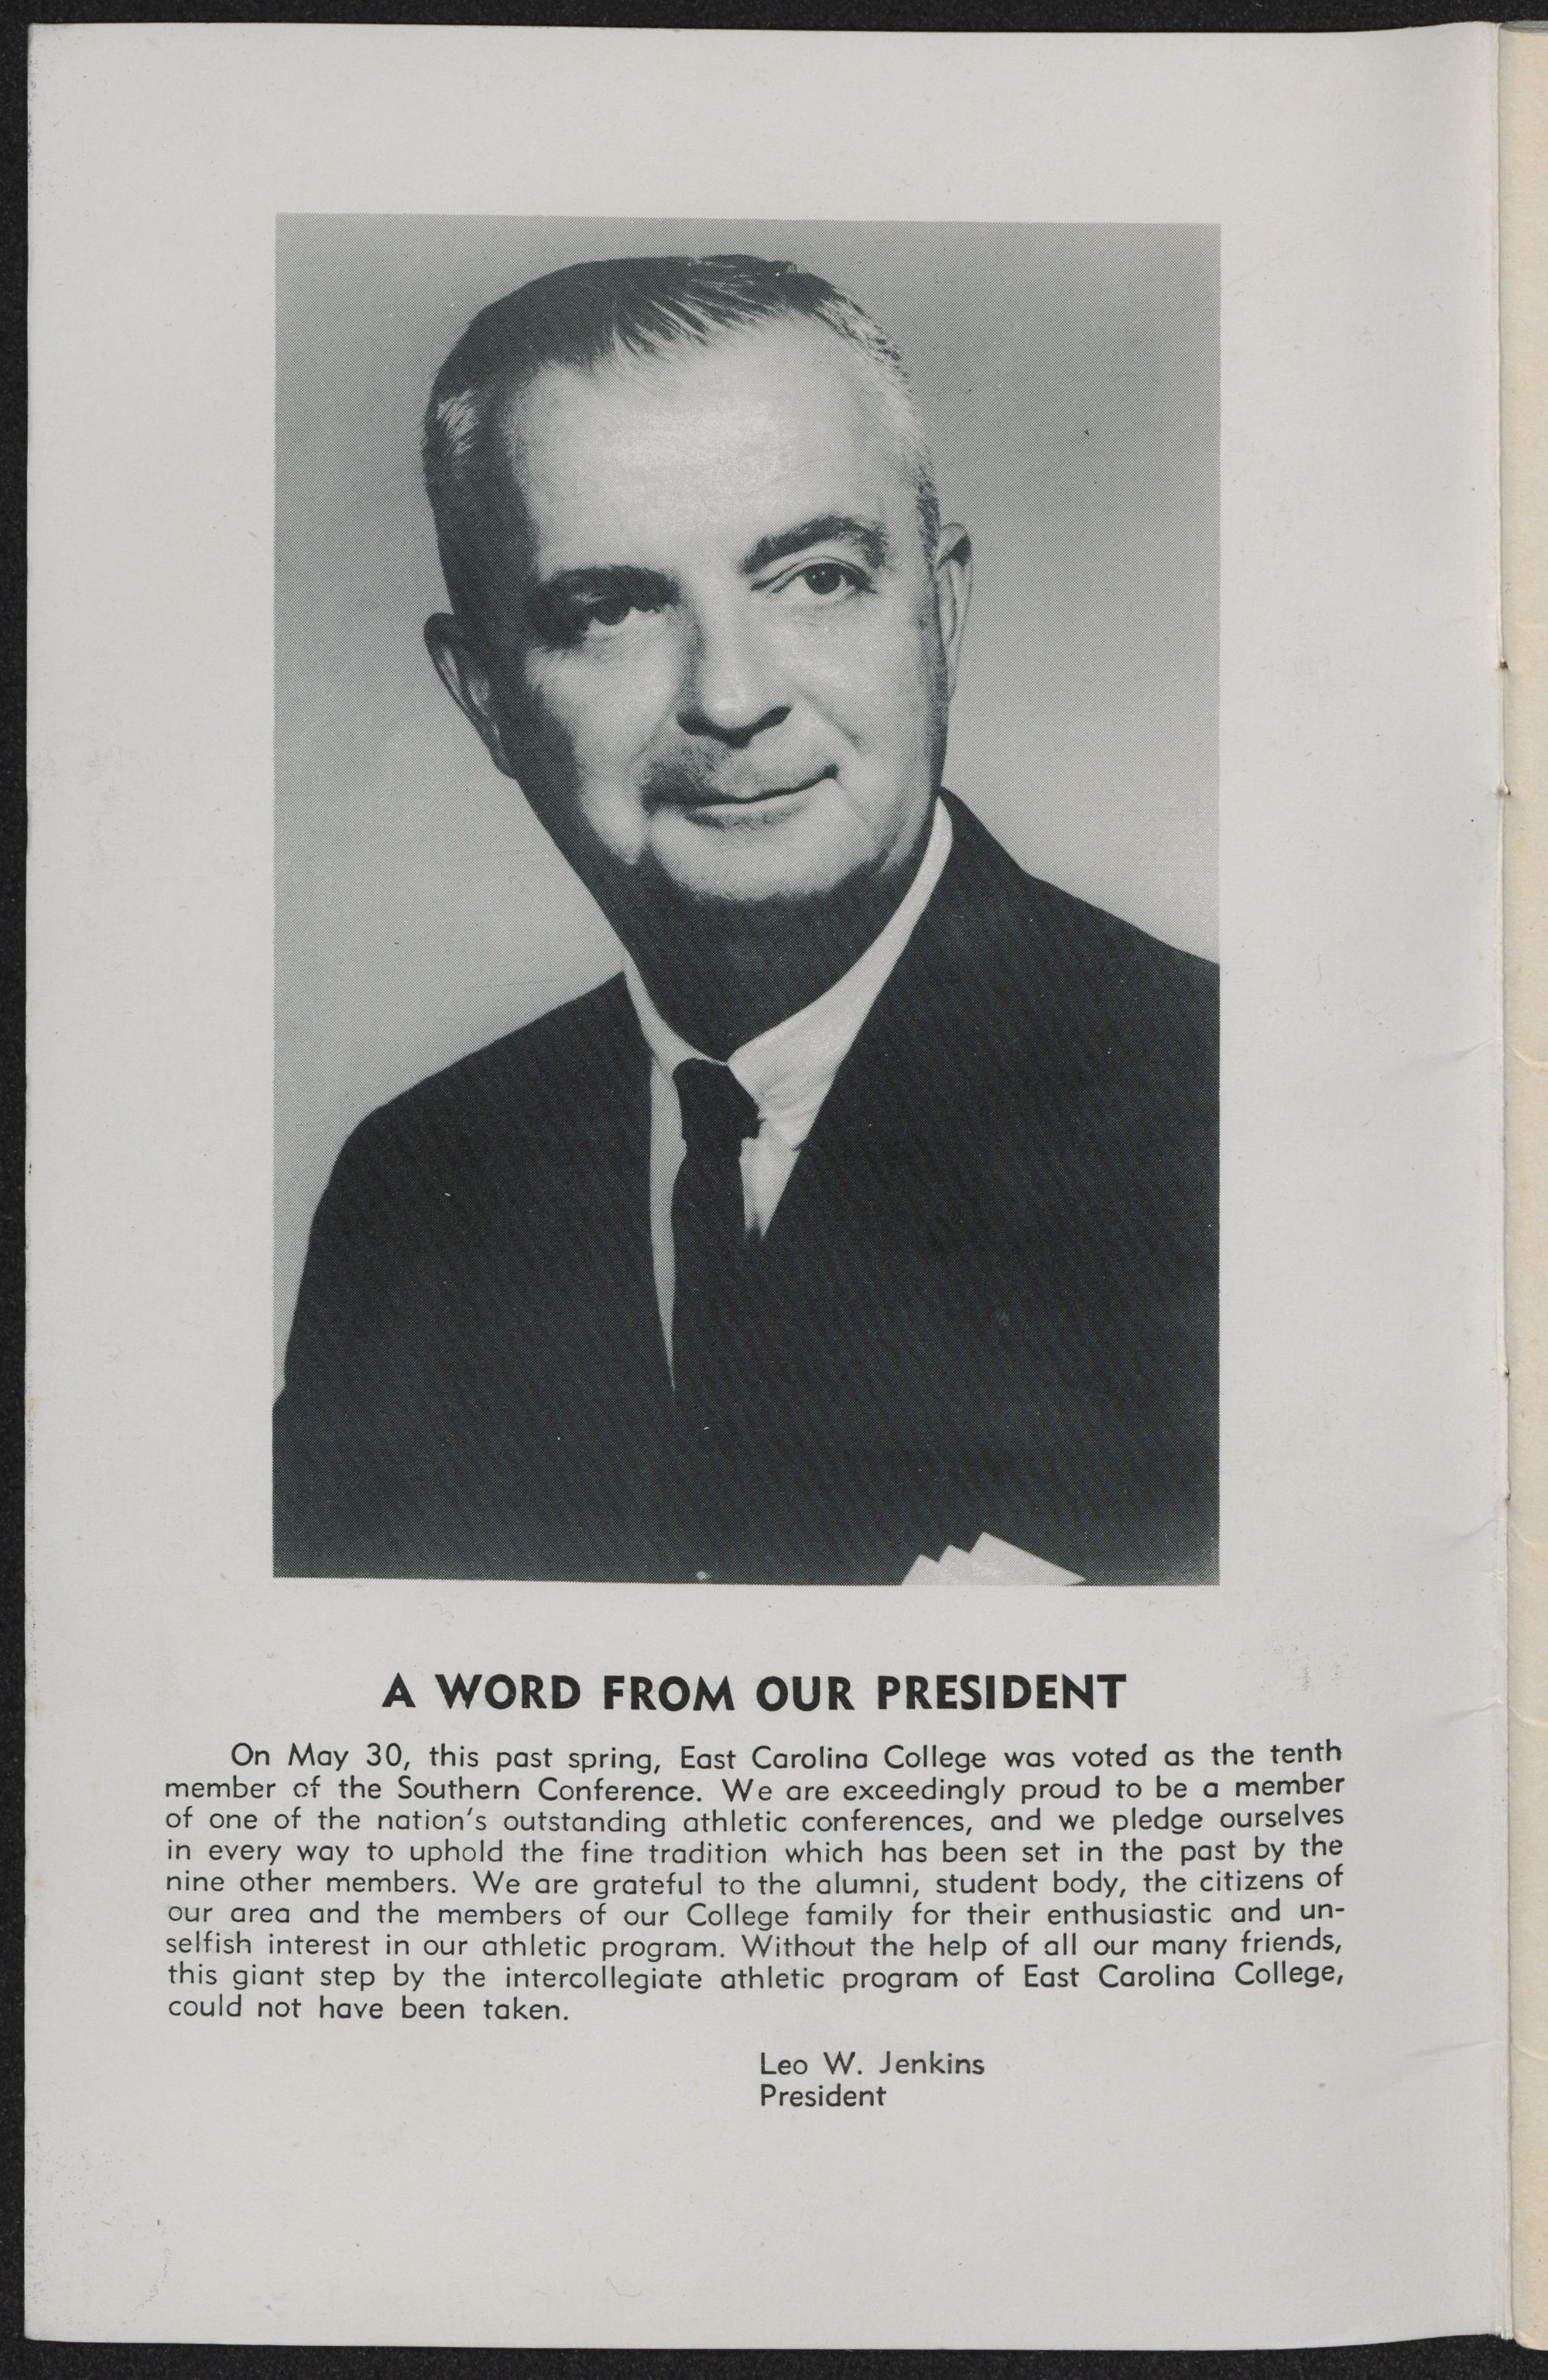 A WORD FROM OUR PRESIDENT
On May 30, this past spring, East Carolina College was voted as the tenth
member of the Southern Conference. We are exceedingly proud to be a member
of one of the nation's outstanding athletic conferences, and we pledge ourselves
in every way to uphold the fine tradition which has been set in the past by the
nine other members. We are grateful to the alumni, student body, the citizens of
our area and the members of our College family for their enthusiastic and un-
selfish interest in our athletic program. Without the help of all our many friends,
this giant step by the intercollegiate athletic program of East Carolina College,
could not have been taken.
Leo W. Jenkins
President